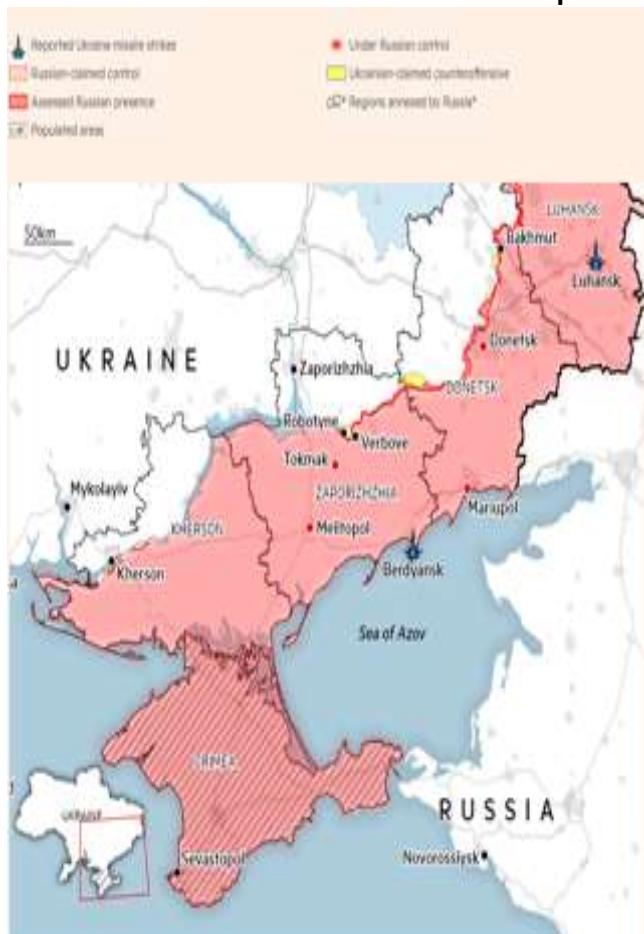 Reported Ukraine missile strikes
Under Russian control
Russian-claimed control
Ukrainian-claimed counteroffensive
Assessed Russian presence
Regions annexed by Russia*
Populated areas
LUHANSK
50km
Bakhmut
Luhansk
UKRAINE
Donetsk
Zaporizhzhia
DONETSK
Robotyne
Verbove
Tokmak
Mykolayiv
ZAPORIZHZHIA
Mariupol
KHERSON
Melitopol
Kherson
Berdyansk
Sea of Azov
CRIMEA
UKRAINE
RUSSIA
Sevastopol
Novorossiysk